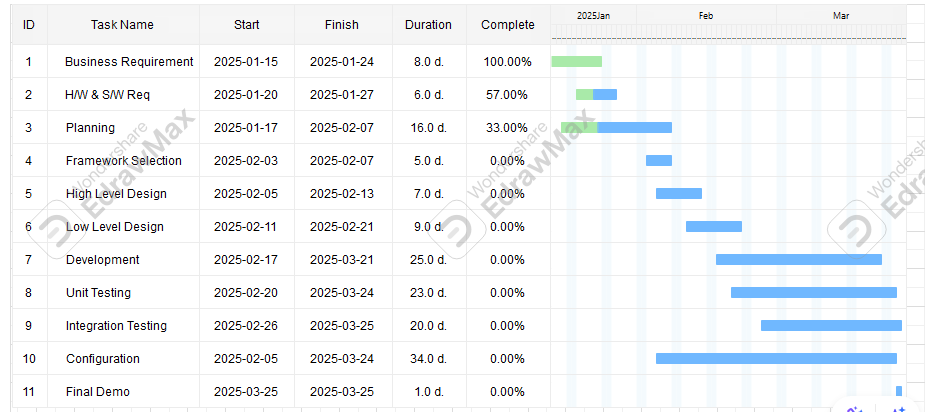 ID Task Name Start Finish Duration Complete 2025Jan Feb Mar
1 Business Requirement 2025-01-15 2025-01-24 8.0 d. 100.00%
2 H/W & S/W Req 2025-01-20 2025-01-27 6.0 d. 57.00%
3 Planning 2025-01-17 2025-02-07 16.0 d. 33.00%
4 Framework Selection 2025-02-03 2025-02-07 5.0 d. 0.00%
5 High Level Design 2025-02-05 2025-02-13 7.0 d. 0.00%
6 Low Level Design 2025-02-11 2025-02-21 9.0 d. 0.00%
7 Development 2025-02-17 2025-03-21 25.0 d. 0.00%
8 Unit Testing 2025-02-20 2025-03-24 23.0 d. 0.00%
9 Integration Testing 2025-02-26 2025-03-25 20.0 d. 0.00%
10 Configuration 2025-02-05 2025-03-24 34.0 d. 0.00%
11 Final Demo 2025-03-25 2025-03-25 1.0 d. 0.00%
Wondershare
EdrawMax
Wondershare
EdrawMax
Wondersh
Edraw